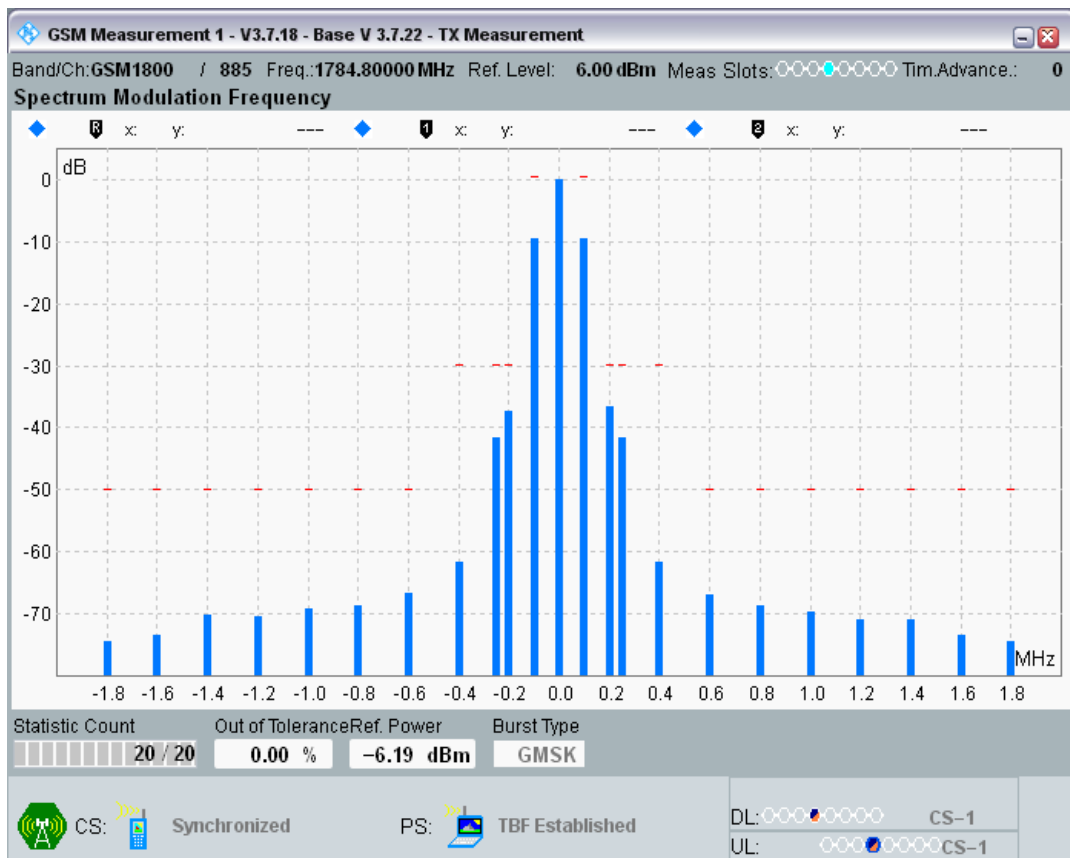 GSM Measurement 1 - V3.7.18 - Base V 3.7.22 - TX Measurement
Band/Ch:GSM1800 / 885 Freq.:1784.80000 MHz Ref. Level: 6.00 dBm Meas Slots: Tim.Advance.: 0
Spectrum Modulation Frequency
R x: y: --- 1 x: y: --- 2 x: y: ---
dB
0
-10
-20
-30
-40
-50
-60
-70
MHz
-1.8 -1.6 -1.4 -1.2 -1.0 -0.8 -0.6 -0.4 -0.2 0.0 0.2 0.4 0.6 0.8 1.0 1.2 1.4 1.6 1.8
Statistic Count Out of Tolerance Ref. Power Burst Type
20 / 20 0.00 % −6.19 dBm GMSK
CS: Synchronized PS: TBF Established
DL: CS−1
UL: CS−1